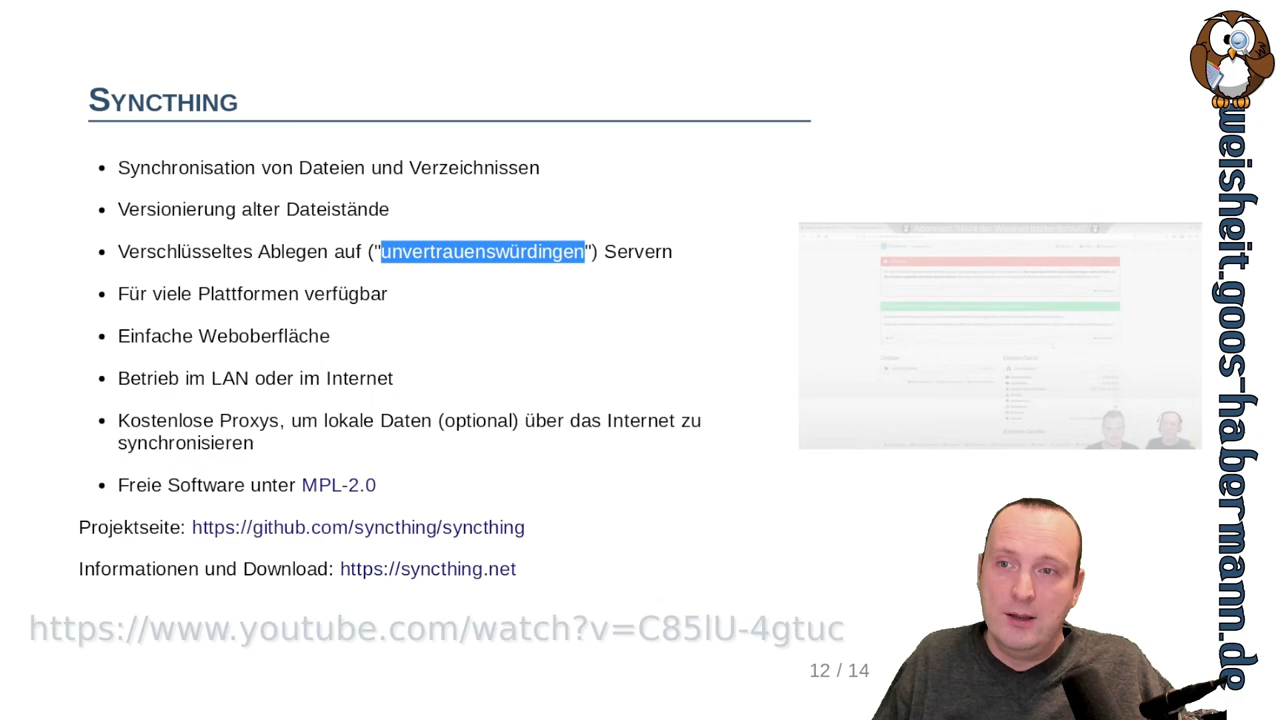 Syncthing
• Synchronisation von Dateien und Verzeichnissen
• Versionierung alter Dateistände
• Verschlüsseltes Ablegen auf ("unvertrauenswürdingen") Servern
• Für viele Plattformen verfügbar
• Einfache Weboberfläche
• Betrieb im LAN oder im Internet
• Kostenlose Proxys, um lokale Daten (optional) über das Internet zu
synchronisieren
• Freie Software unter MPL-2.0
Projektseite: https://github.com/syncthing/syncthing
Informationen und Download: https://syncthing.net
https://www.youtube.com/watch?v=C85lU-4gtuc
12 / 14
weisheit.goos-habermann.de